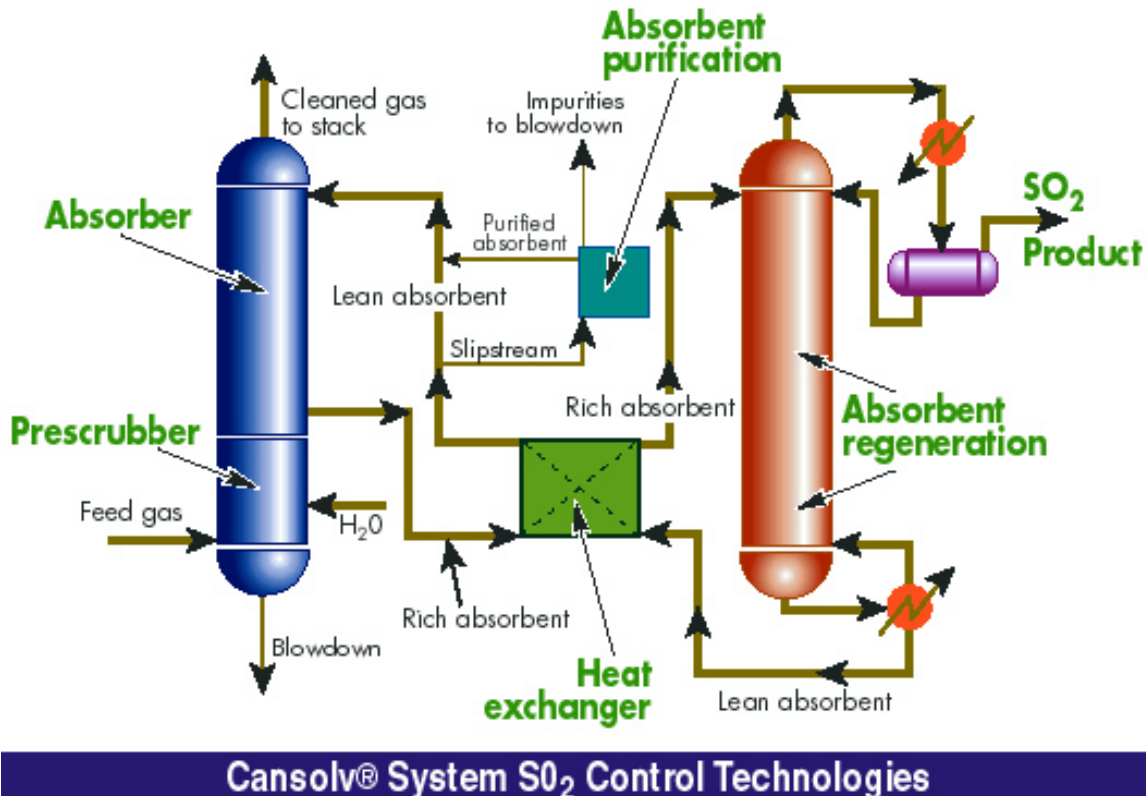 Absorbent
purification
Cleaned gas
to stack
Impurities
to blowdown
SO₂
Product
Absorber
Purified
absorbent
Lean absorbent
Slipstream
Rich absorbent
Absorbent
regeneration
Prescrubber
Feed gas
H₂0
Rich absorbent
Blowdown
Heat
exchanger
Lean absorbent
Cansolv® System S0₂ Control Technologies